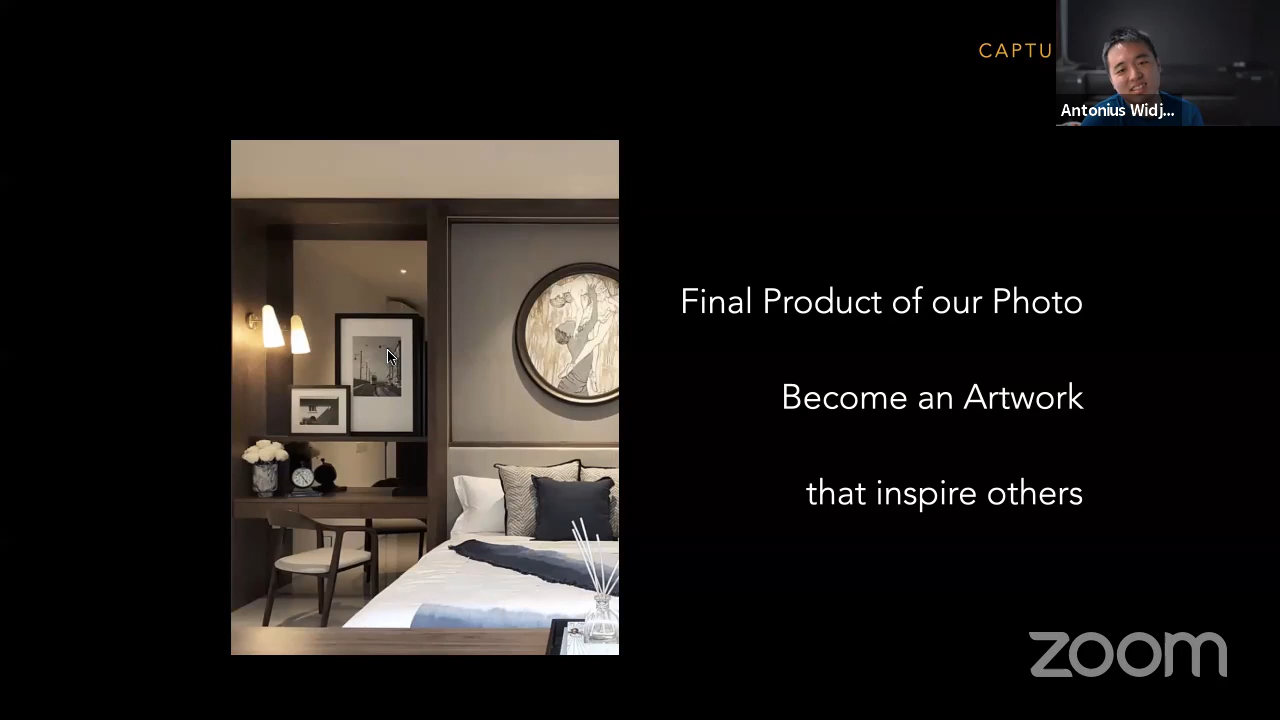 CAPTU
Antonius Widj...
Final Product of our Photo
Become an Artwork
that inspire others
zoom